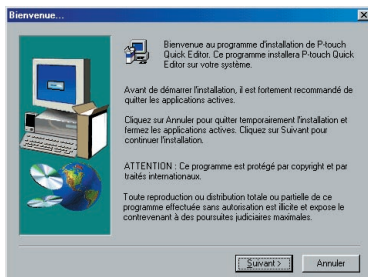 Bienvenue...
Bienvenue au programme d'installation de P-touch
Quick Editor. Ce programme installera P-touch Quick
Editor sur votre système.
Avant de démarrer l'installation, il est fortement recommandé de
quitter les applications actives.
Cliquez sur Annuler pour quitter temporairement l'installation et
fermez les applications actives. Cliquez sur Suivant pour
continuer l'installation.
ATTENTION : Ce programme est protégé par copyright et par
traités internationaux.
Toute reproduction ou distribution totale ou partielle de ce
programme effectuée sans autorisation est illicite et expose le
contrevenant à des poursuites judiciaires maximales.
Suivant >
Annuler